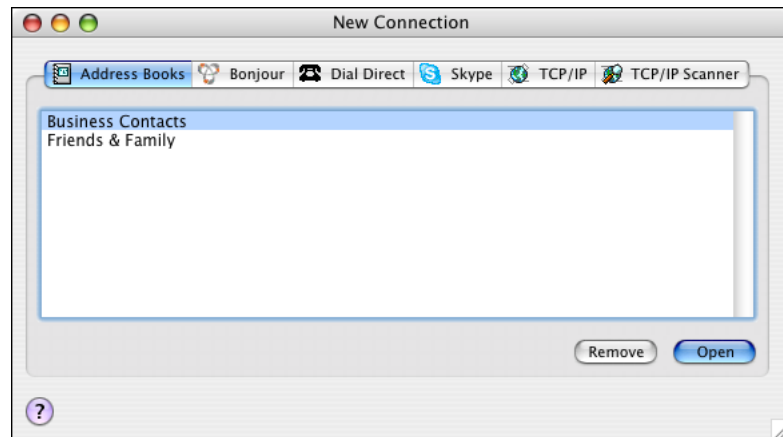 New Connection
Address Books Bonjour Dial Direct Skype TCP/IP TCP/IP Scanner
Business Contacts
Friends & Family
Remove Open
?